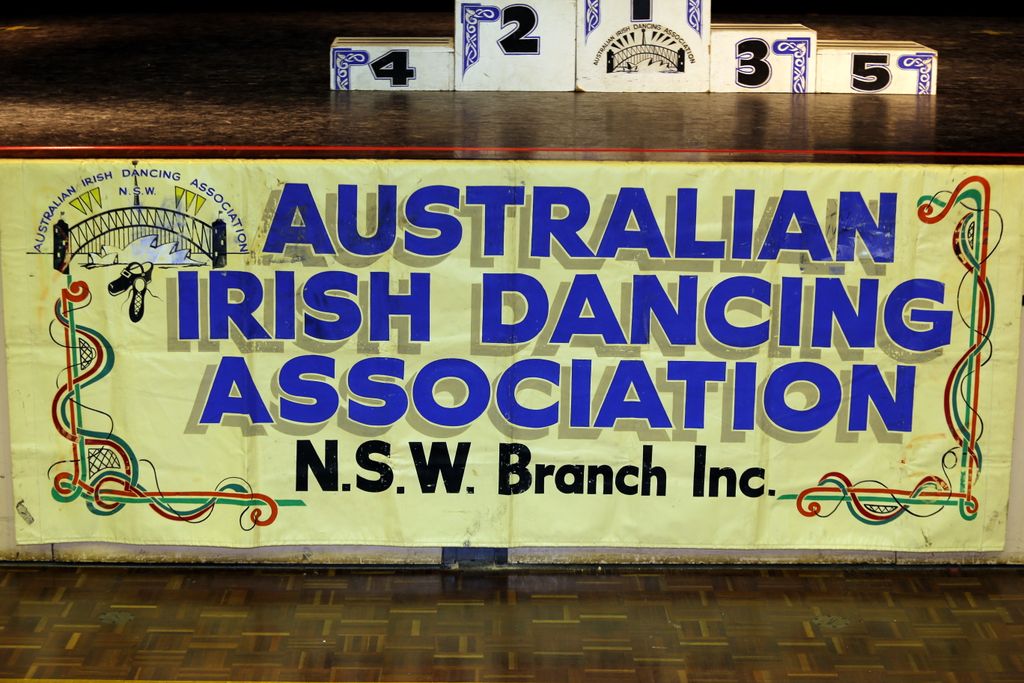 4
2
1
3
5
AUSTRALIAN IRISH DANCING ASSOCIATION
AUSTRALIAN IRISH DANCING ASSOCIATION
N.S.W.
AUSTRALIAN
IRISH DANCING
ASSOCIATION
N.S.W. Branch Inc.